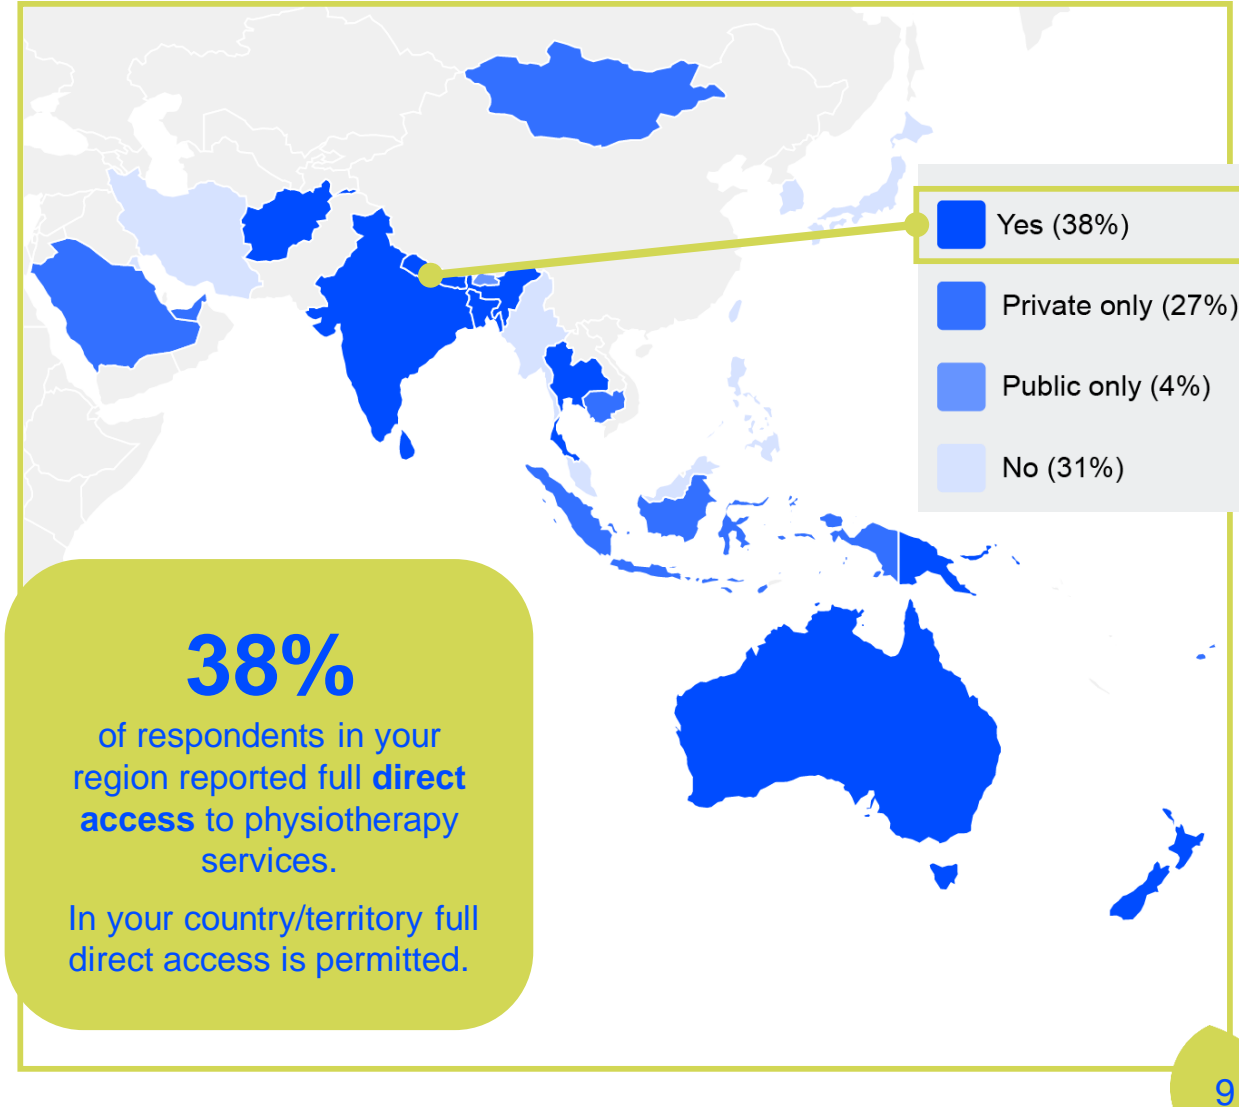 Yes (38%)
Private only (27%)
Public only (4%)
No (31%)
38%
of respondents in your
region reported full direct
access to physiotherapy
services.
In your country/territory full
direct access is permitted.
9